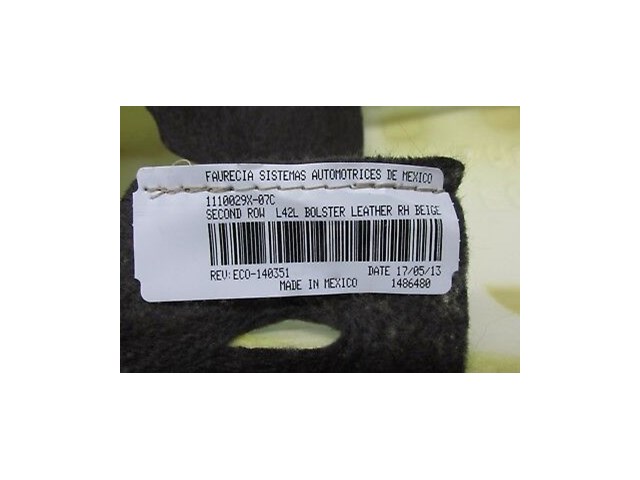 FAURECIA SISTEMAS AUTOMOTRICES DE MEXICO
1110029X-07C
SECOND ROW L42L BOLSTER LEATHER RH BEIGE
REV:ECO-140351 DATE 17/05/13
MADE IN MEXICO 1486480